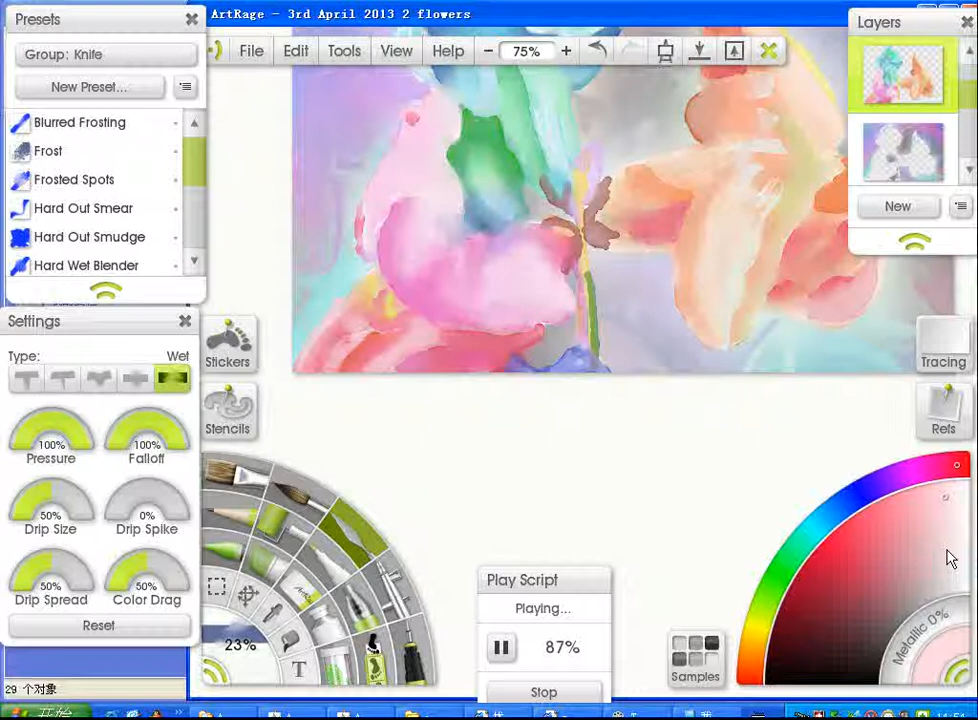 Presets
Group: Knife
New Preset...
Blurred Frosting
Frost
Frosted Spots
Hard Out Smear
Hard Out Smudge
Hard Wet Blender
Settings
Type:
Wet
100%
Pressure
100%
Falloff
50%
Drip Size
0%
Drip Spike
50%
Drip Spread
50%
Color Drag
Reset
29 个对象
开始
ArtRage - 3rd April 2013 2 flowers
File
Edit
Tools
View
Help
75%
Stickers
Stencils
23%
T
Play Script
Playing...
87%
Stop
Samples
Layers
New
Tracing
Refs
Metallic 0%